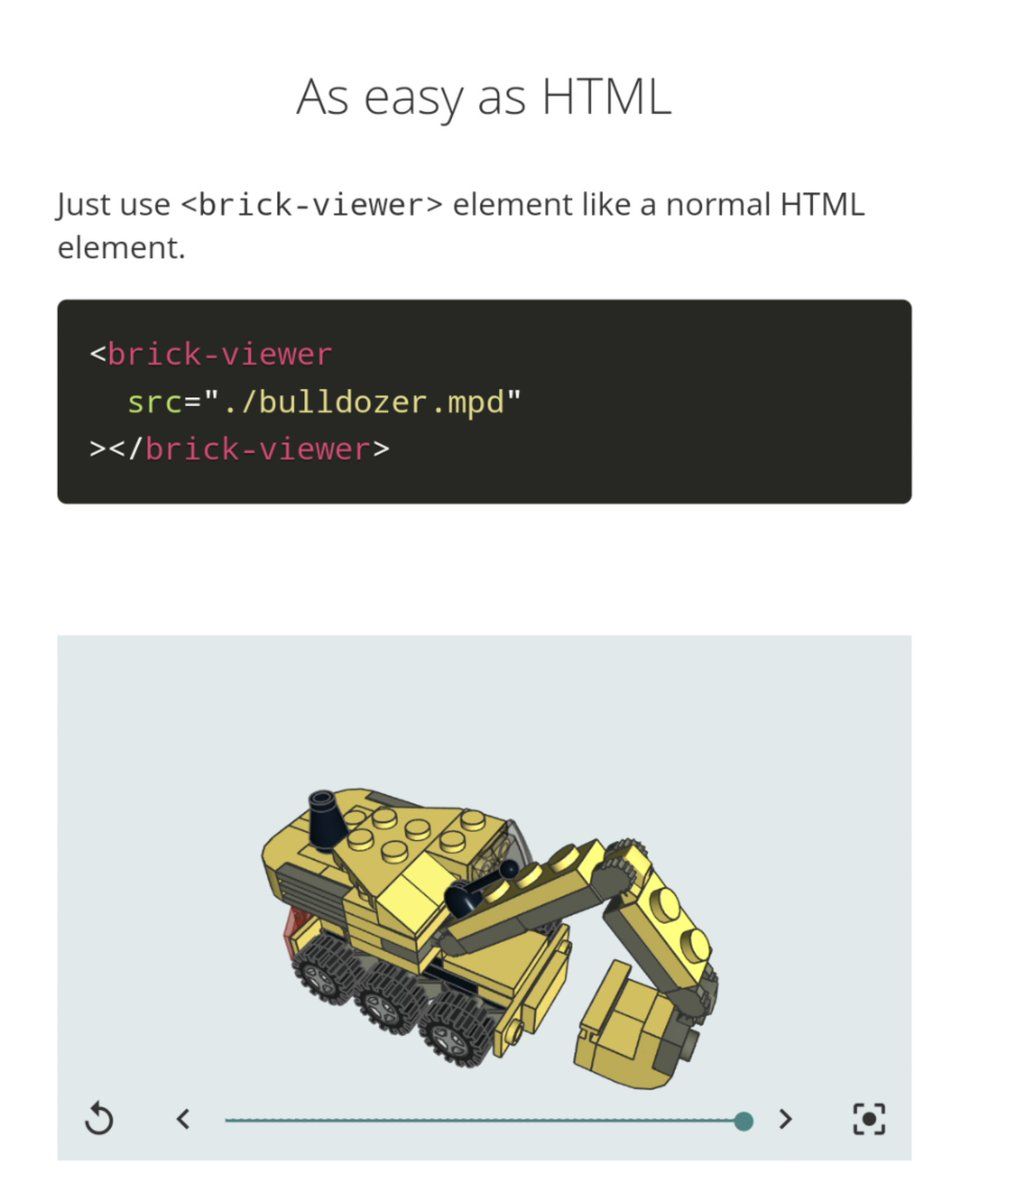 As easy as HTML
Just use <brick-viewer> element like a normal HTML
element.
<brick-viewer
  src="./bulldozer.mpd"
></brick-viewer>